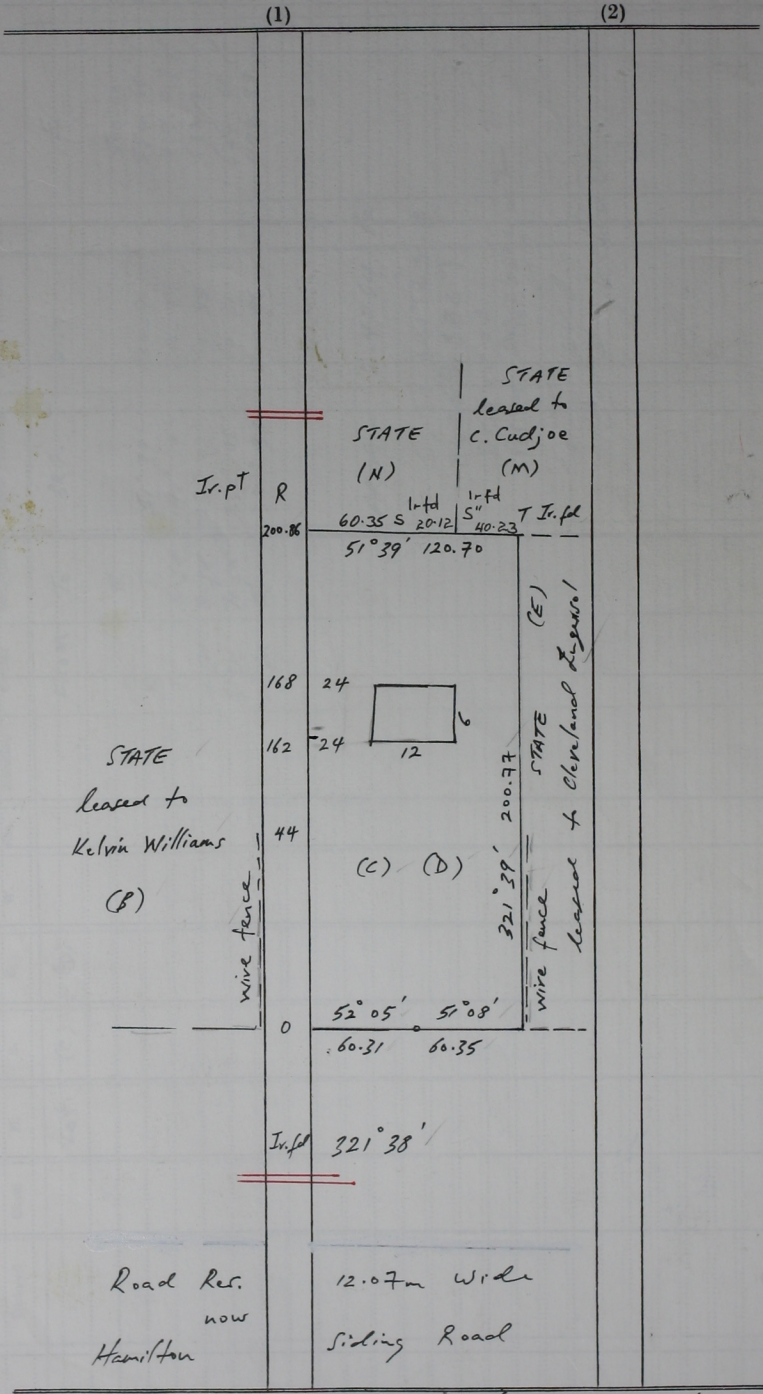 (1) (2)
STATE
leased to
C. Cudjoe
(M)
STATE
(N)
Ir.pt R
Irfd Irfd
60.35 S 20.12 S" 40.23 T Ir.fd
200.86
51°39' 120.70
(E)
STATE
leased to Cleveland Ingersol
168 24
6
162 24
12
STATE
leased to
Kelvin Williams
(B)
44
(C) (D)
321°39' 200.77
wire fence
wire fence
52°05' 51°08'
0
60.31 60.35
Ir.fd 321°38'
Road Res. 12.07m Wide
now
Hamilton Siding Road